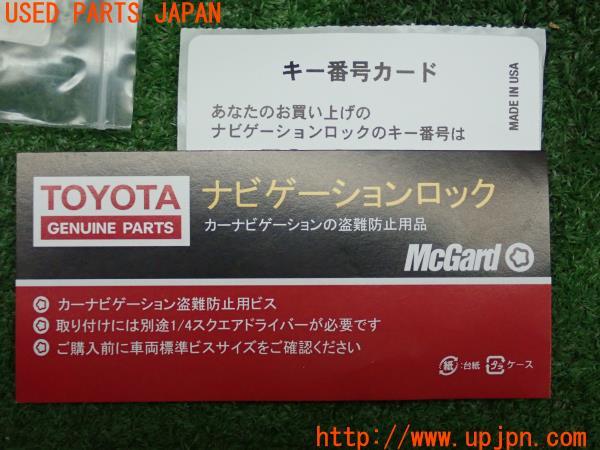 USED PARTS JAPAN
キー番号カード
MADE IN USA
あなたのお買い上げの
ナビゲーションロックのキー番号は
TOYOTA
GENUINE PARTS
ナビゲーションロック
カーナビゲーションの盗難防止用品
McGard
カーナビゲーション盗難防止用ビス
取り付けには別途1/4スクエアドライバーが必要です
ご購入前に車両標準ビスサイズをご確認ください
紙:台紙 プラ ケース
http://www.upjpn.com/